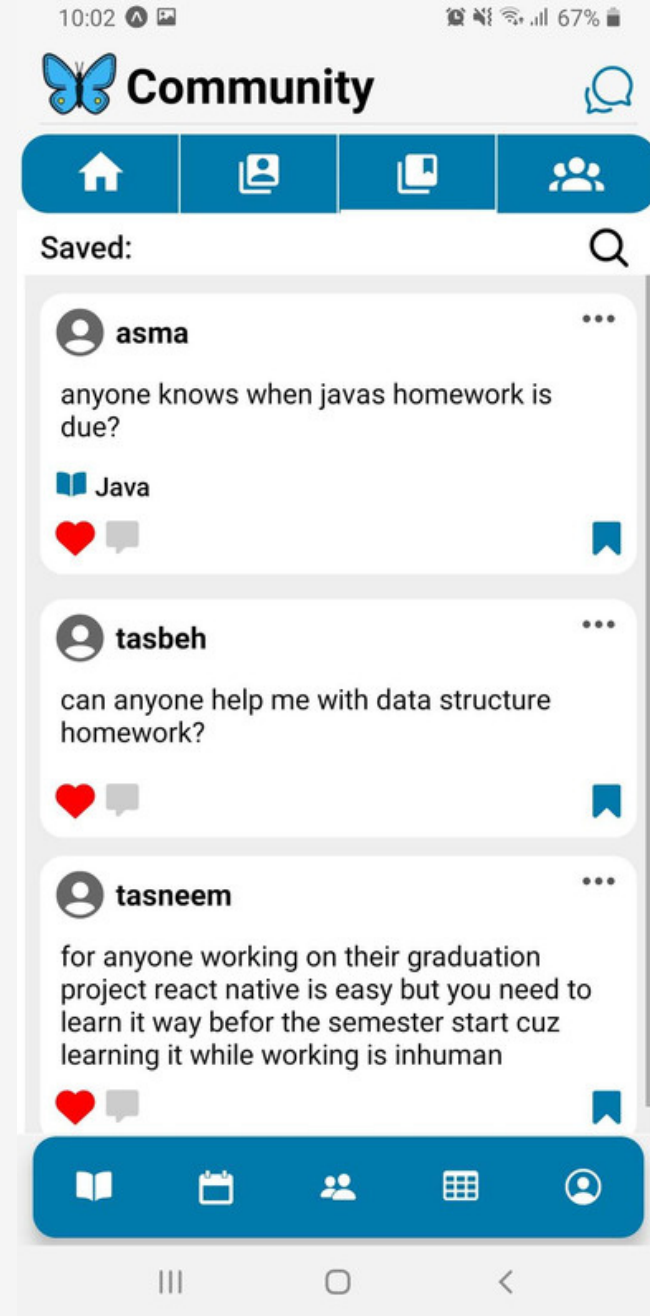 10:02 67%
Community
Saved:
asma
anyone knows when javas homework is
due?
Java
tasbeh
can anyone help me with data structure
homework?
tasneem
for anyone working on their graduation
project react native is easy but you need to
learn it way befor the semester start cuz
learning it while working is inhuman